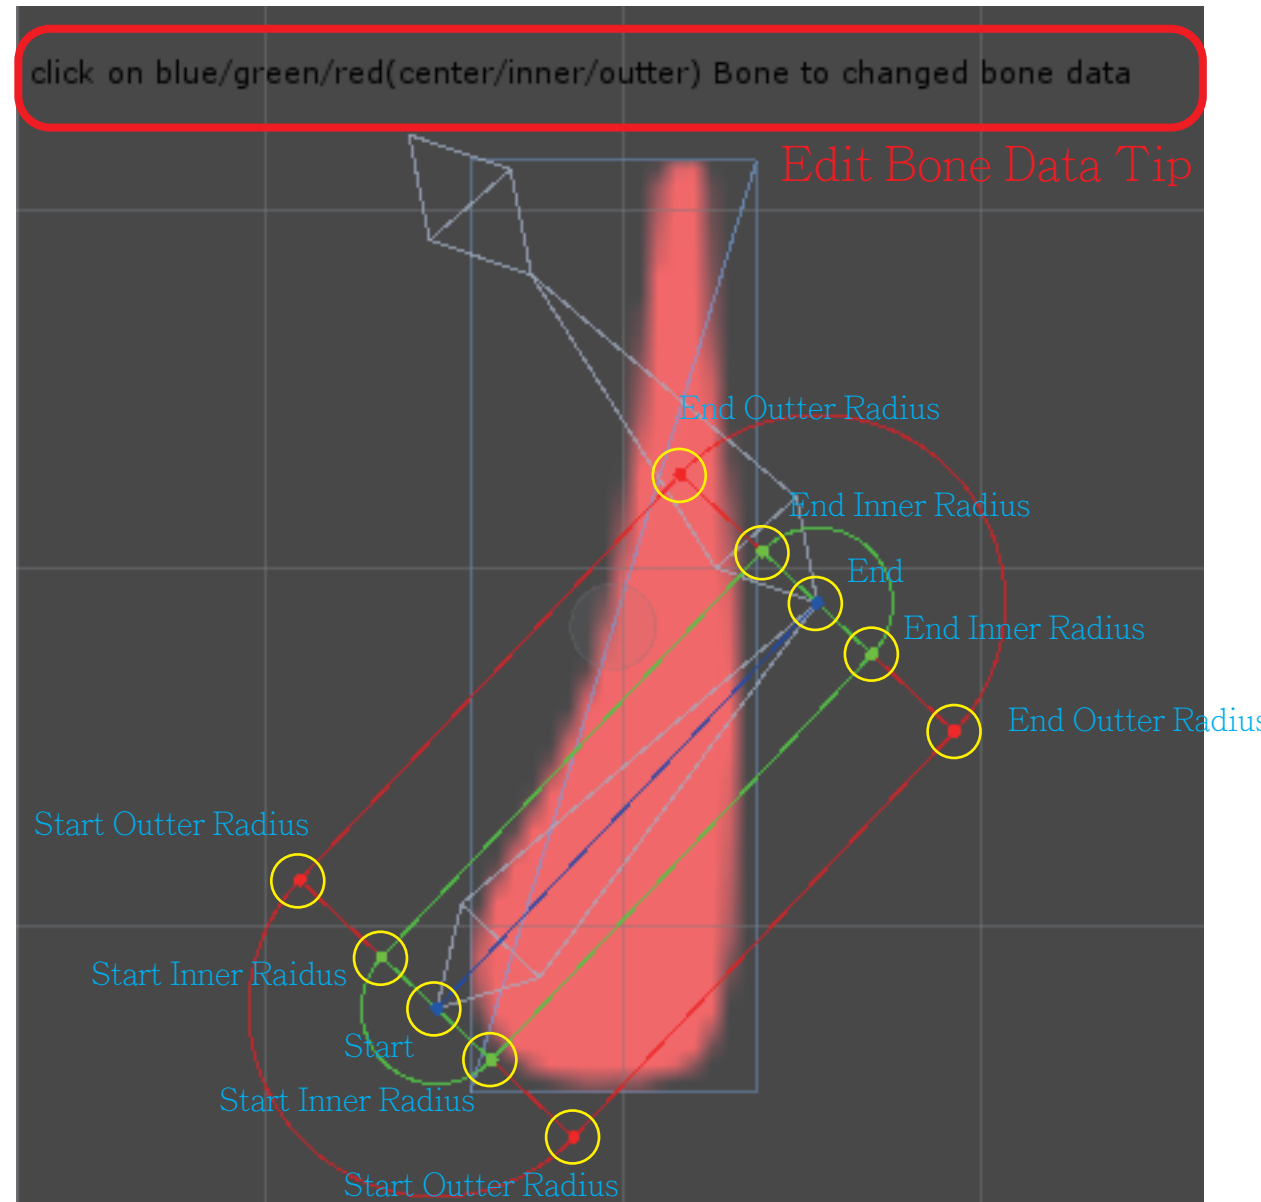 click on blue/green/red(center/inner/outter) Bone to changed bone data
Edit Bone Data Tip
End Outter Radius
End Inner Radius
End
End Inner Radius
End Outter Radius
Start Outter Radius
Start Inner Raidus
Start
Start Inner Radius
Start Outter Radius